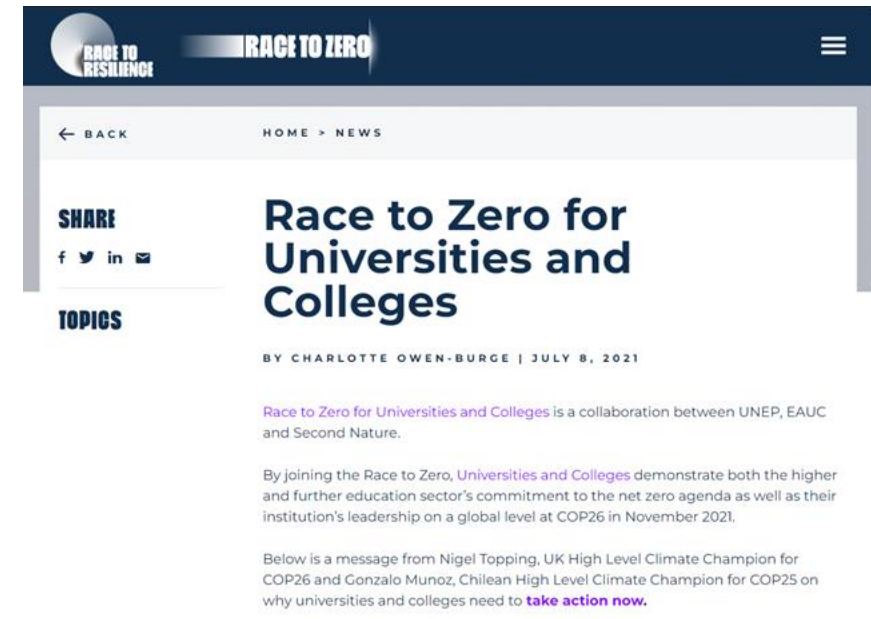 RACE TO
RESILIENCE
RACE TO ZERO
← BACK
HOME > NEWS
SHARE
f in
TOPICS
Race to Zero for
Universities and
Colleges
BY CHARLOTTE OWEN-BURGE | JULY 8, 2021
Race to Zero for Universities and Colleges is a collaboration between UNEP, EAUC
and Second Nature.
By joining the Race to Zero, Universities and Colleges demonstrate both the higher
and further education sector's commitment to the net zero agenda as well as their
institution's leadership on a global level at COP26 in November 2021.
Below is a message from Nigel Topping, UK High Level Climate Champion for
COP26 and Gonzalo Munoz, Chilean High Level Climate Champion for COP25 on
why universities and colleges need to take action now.